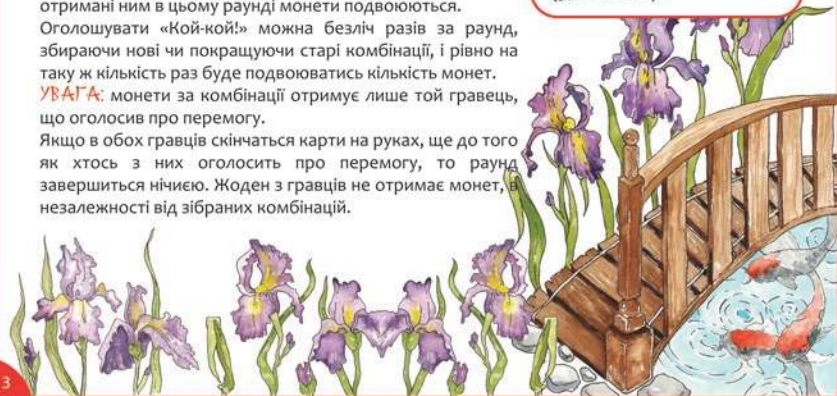 отримані ним в цьому раунді монети подвоюються.
Оголошувати «Кой-кой!» можна безліч разів за раунд,
збираючи нові чи покращуючи старі комбінації, і рівно на
таку ж кількість раз буде подвоюватись кількість монет.
УВАГА: монети за комбінації отримує лише той гравець,
що оголосив про перемогу.
Якщо в обох гравців скінчаться карти на руках, ще до того
як хтось з них оголосить про перемогу, то раунд
завершиться нічиєю. Жоден з гравців не отримає монет, в
незалежності від зібраних комбінацій.
3